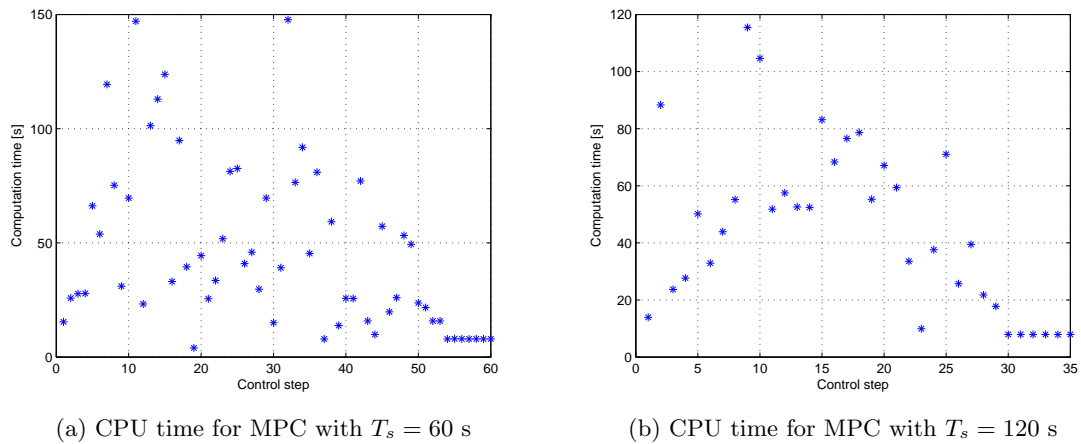 150
100
50
0
Computation time [s]
0 10 20 30 40 50 60
Control step
(a) CPU time for MPC with T_s = 60 s
120
100
80
60
40
20
0
Computation time [s]
0 5 10 15 20 25 30 35
Control step
(b) CPU time for MPC with T_s = 120 s